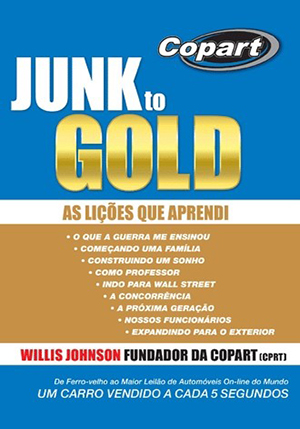 Copart
JUNK to
GOLD
AS LIÇÕES QUE APRENDI
• O QUE A GUERRA ME ENSINOU
• COMEÇANDO UMA FAMÍLIA
• CONSTRUINDO UM SONHO
• COMO PROFESSOR
• INDO PARA WALL STREET
• A CONCORRÊNCIA
• A PRÓXIMA GERAÇÃO
• NOSSOS FUNCIONÁRIOS
• EXPANDINDO PARA O EXTERIOR
WILLIS JOHNSON FUNDADOR DA COPART (CPRT)
De Ferro-velho ao Maior Leilão de Automóveis On-line do Mundo
UM CARRO VENDIDO A CADA 5 SEGUNDOS